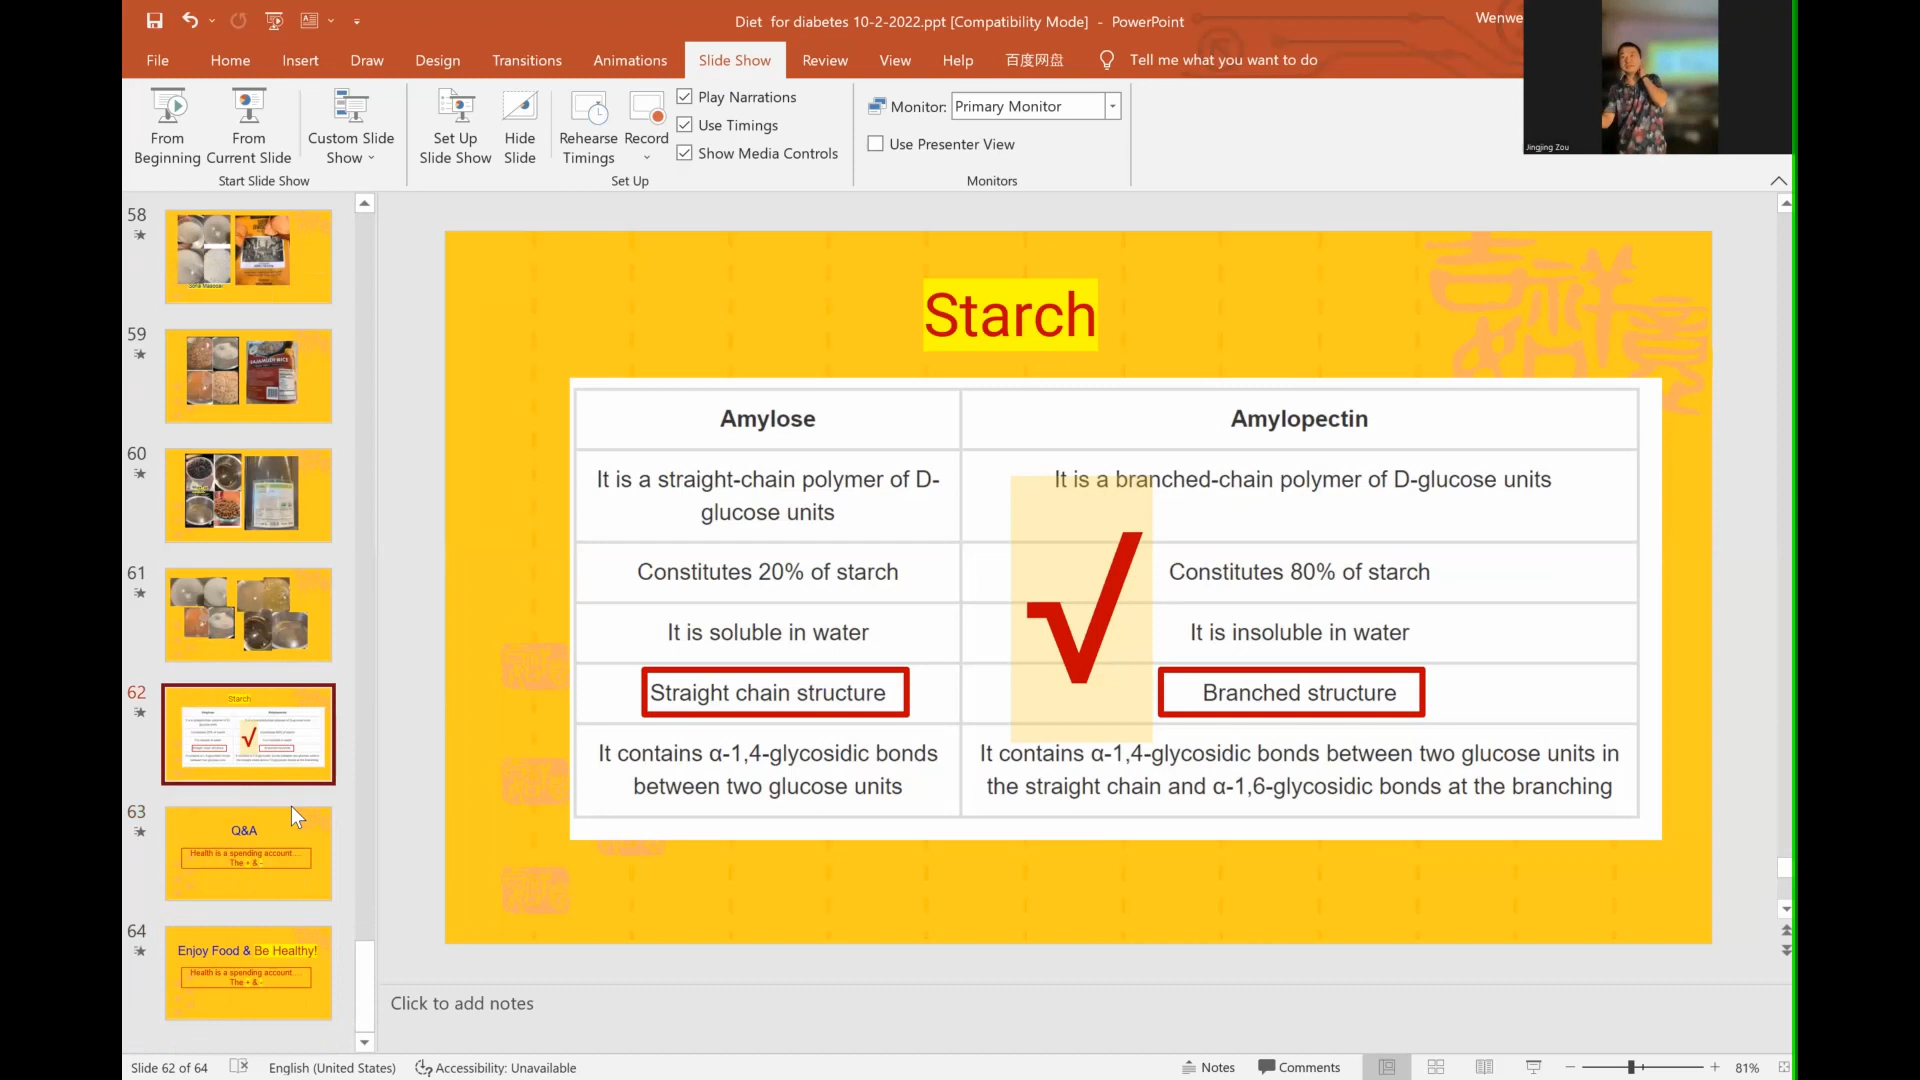 Diet for diabetes 10-2-2022.ppt [Compatibility Mode] - PowerPoint
Wenwe
File Home Insert Draw Design Transitions Animations Slide Show Review View Help 百度网盘 Tell me what you want to do
From Beginning
From Current Slide
Custom Slide Show
Start Slide Show
Set Up Slide Show
Hide Slide
Rehearse Timings
Record
Play Narrations
Use Timings
Show Media Controls
Set Up
Monitor: Primary Monitor
Use Presenter View
Monitors
Jingjing Zou
58
59
60
61
62
Starch
63
Q&A
Health is a spending account....
The + & -
64
Enjoy Food & Be Healthy!
Health is a spending account....
The + & -
Starch
Amylose
Amylopectin
It is a straight-chain polymer of D-
glucose units
It is a branched-chain polymer of D-glucose units
Constitutes 20% of starch
Constitutes 80% of starch
It is soluble in water
It is insoluble in water
Straight chain structure
Branched structure
It contains α-1,4-glycosidic bonds
between two glucose units
It contains α-1,4-glycosidic bonds between two glucose units in
the straight chain and α-1,6-glycosidic bonds at the branching
√
吉祥如意
Click to add notes
Slide 62 of 64 English (United States) Accessibility: Unavailable Notes Comments 81%